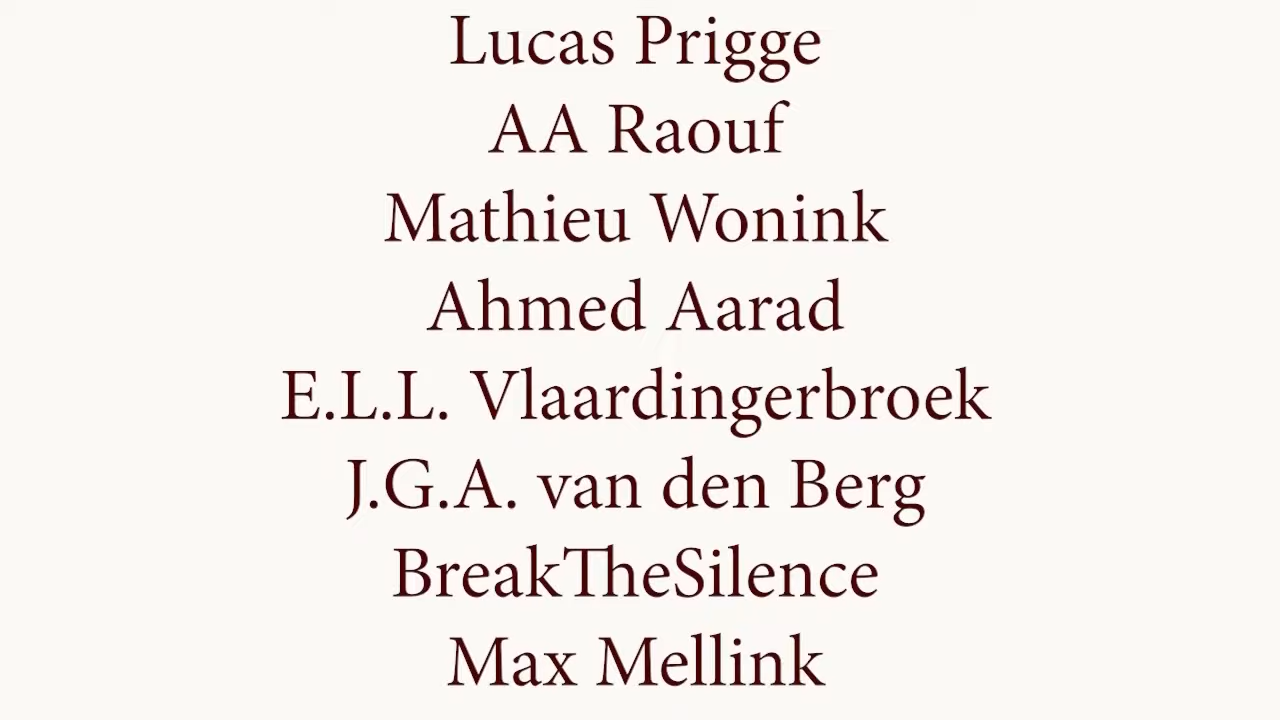 Lucas Prigge
AA Raouf
Mathieu Wonink
Ahmed Aarad
E.L.L. Vlaardingerbroek
J.G.A. van den Berg
BreakTheSilence
Max Mellink